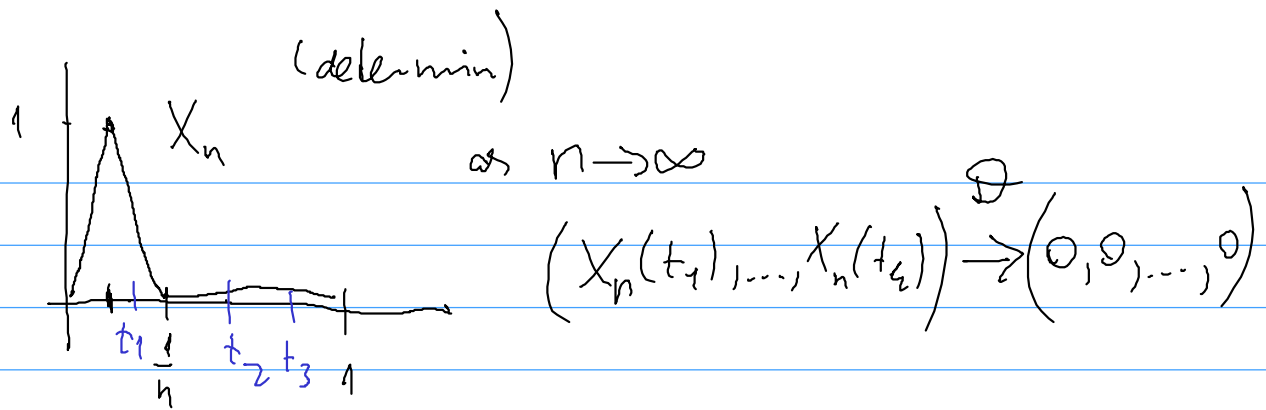 (determin)
1 X_n
as n → ∞
D
(X_n(t_1), ..., X_n(t_k)) → (0, 0, ..., 0)
t_1 1/n t_2 t_3 1